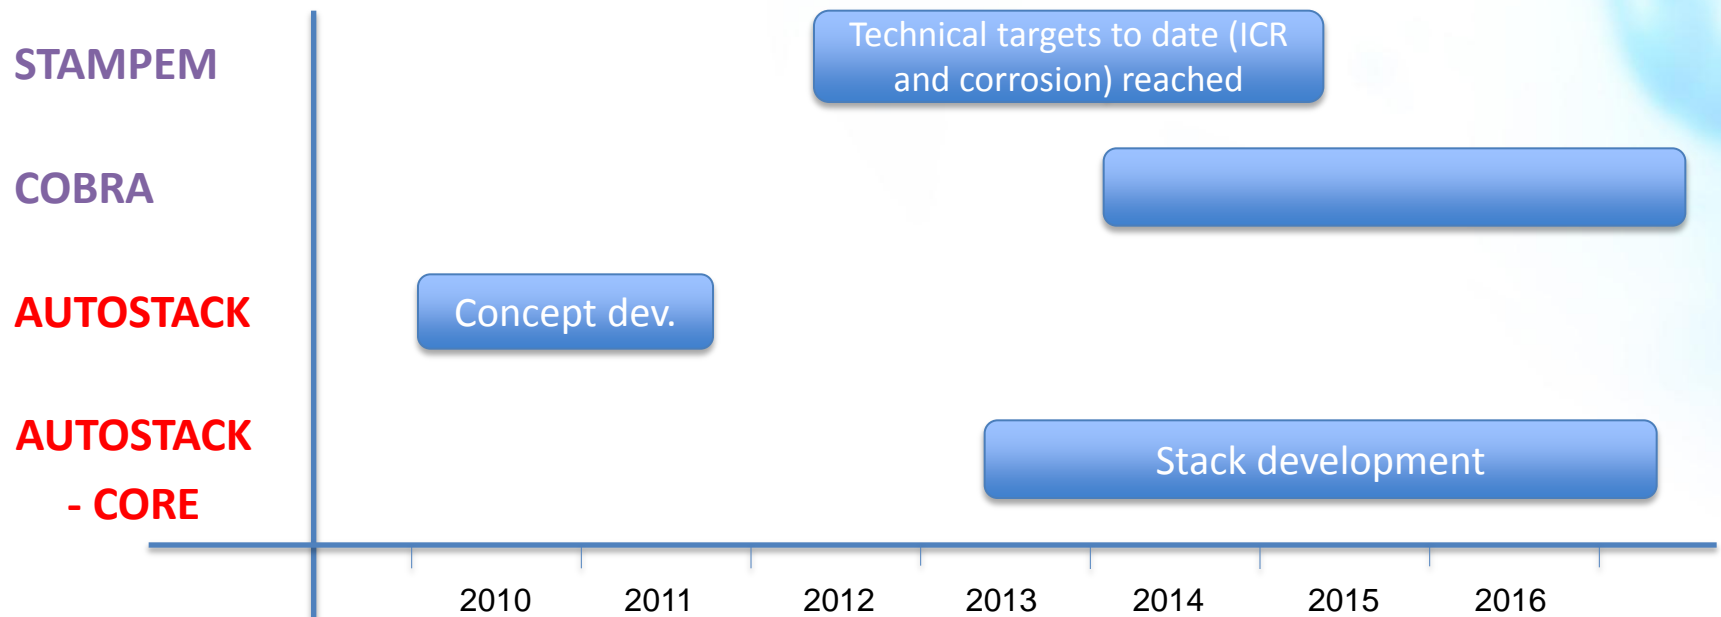 STAMPEM
Technical targets to date (ICR
and corrosion) reached
COBRA
AUTOSTACK
Concept dev.
AUTOSTACK
- CORE
Stack development
2010
2011
2012
2013
2014
2015
2016